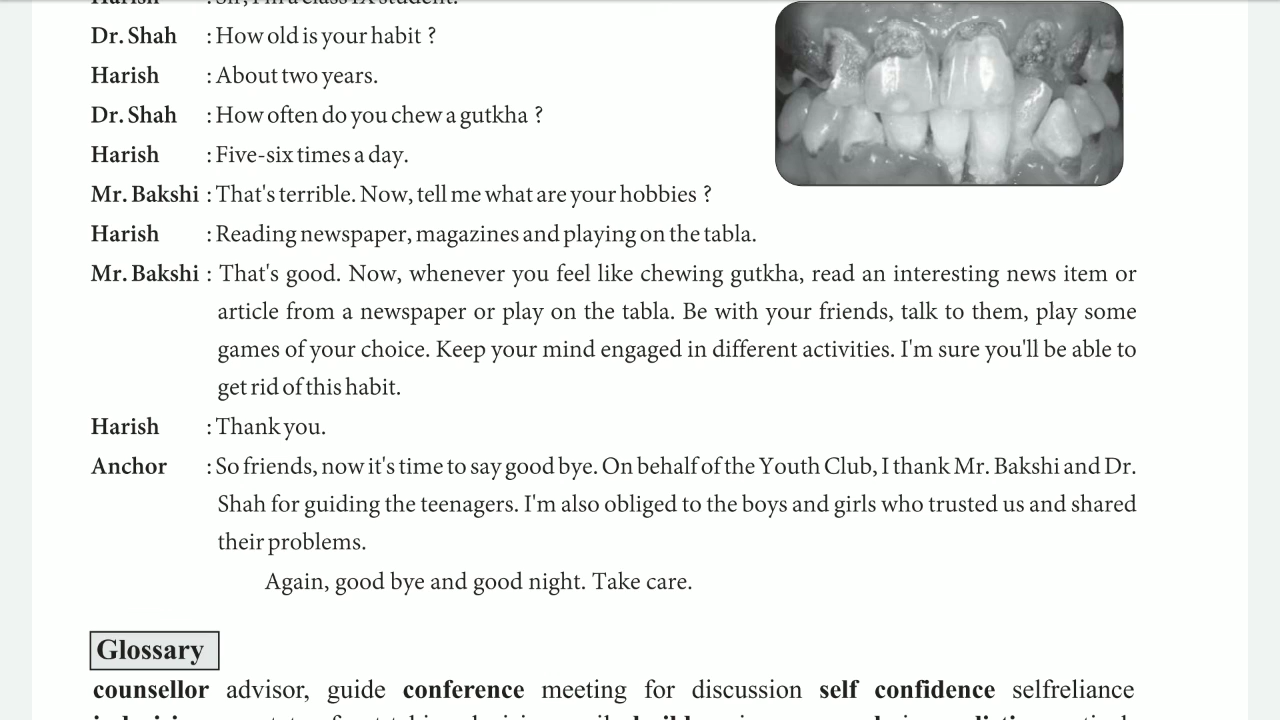 Harish : Sir, I'm a class IX student.
Dr. Shah : How old is your habit ?
Harish : About two years.
Dr. Shah : How often do you chew a gutkha ?
Harish : Five-six times a day.
Mr. Bakshi : That's terrible. Now, tell me what are your hobbies ?
Harish : Reading newspaper, magazines and playing on the tabla.
Mr. Bakshi : That's good. Now, whenever you feel like chewing gutkha, read an interesting news item or
article from a newspaper or play on the tabla. Be with your friends, talk to them, play some
games of your choice. Keep your mind engaged in different activities. I'm sure you'll be able to
get rid of this habit.
Harish : Thank you.
Anchor : So friends, now it's time to say good bye. On behalf of the Youth Club, I thank Mr. Bakshi and Dr.
Shah for guiding the teenagers. I'm also obliged to the boys and girls who trusted us and shared
their problems.
Again, good bye and good night. Take care.
Glossary
counsellor advisor, guide conference meeting for discussion self confidence selfreliance